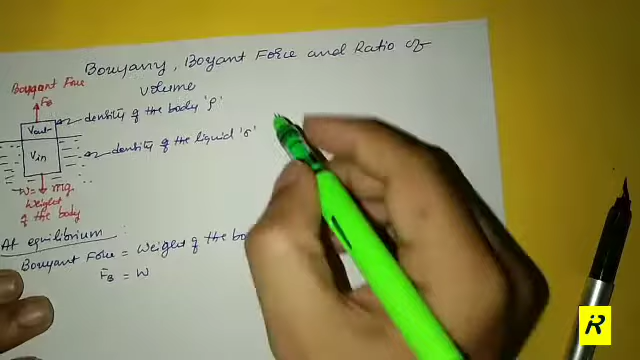 Bouyancy, Boyant Force and Ratio of
volume
Bouyant Force
FB
Vout
density of the body 'ρ'
Vin
density of the liquid 'σ'
W = mg
Weight
of the body
At equilibrium :
Bouyant Force = Weight of the bo
FB = W
iR